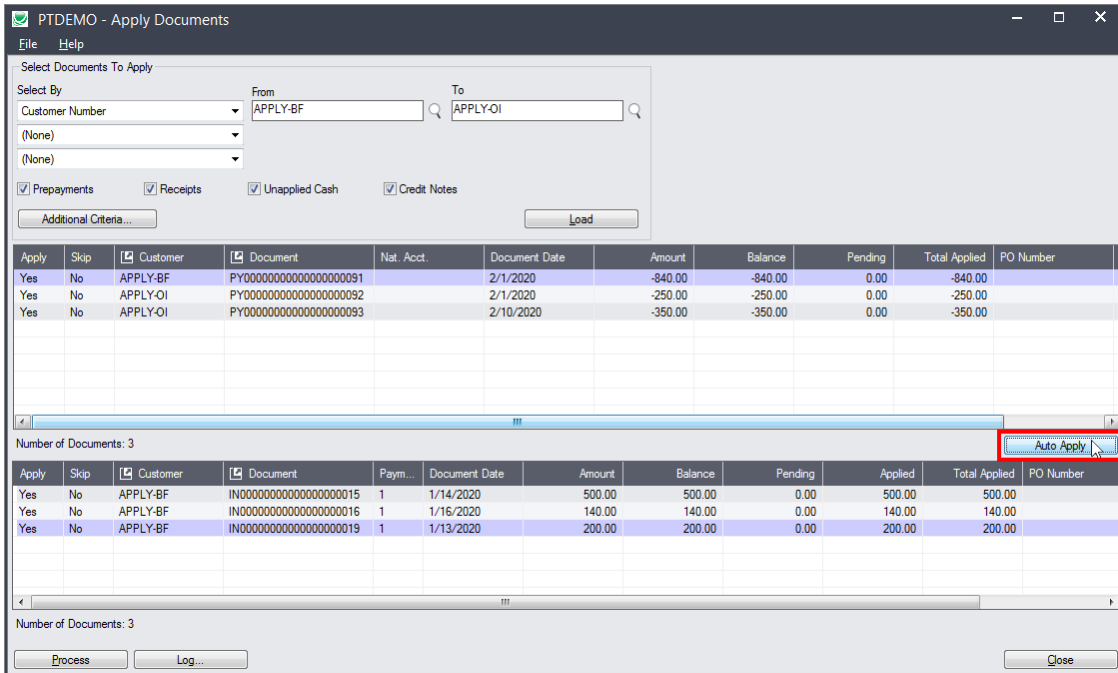 PTDEMO - Apply Documents
File Help
Select Documents To Apply
Select By From To
Customer Number APPLY-BF APPLY-OI
(None)
(None)
Prepayments Receipts Unapplied Cash Credit Notes
Additional Criteria... Load
Apply Skip Customer Document Nat. Acct. Document Date Amount Balance Pending Total Applied PO Number
Yes No APPLY-BF PY00000000000000000091 2/1/2020 -840.00 -840.00 0.00 -840.00
Yes No APPLY-OI PY00000000000000000092 2/1/2020 -250.00 -250.00 0.00 -250.00
Yes No APPLY-OI PY00000000000000000093 2/10/2020 -350.00 -350.00 0.00 -350.00
Number of Documents: 3 Auto Apply
Apply Skip Customer Document Paym... Document Date Amount Balance Pending Applied Total Applied PO Number
Yes No APPLY-BF IN00000000000000000015 1 1/14/2020 500.00 500.00 0.00 500.00 500.00
Yes No APPLY-BF IN00000000000000000016 1 1/16/2020 140.00 140.00 0.00 140.00 140.00
Yes No APPLY-BF IN00000000000000000019 1 1/13/2020 200.00 200.00 0.00 200.00 200.00
Number of Documents: 3
Process Log... Close